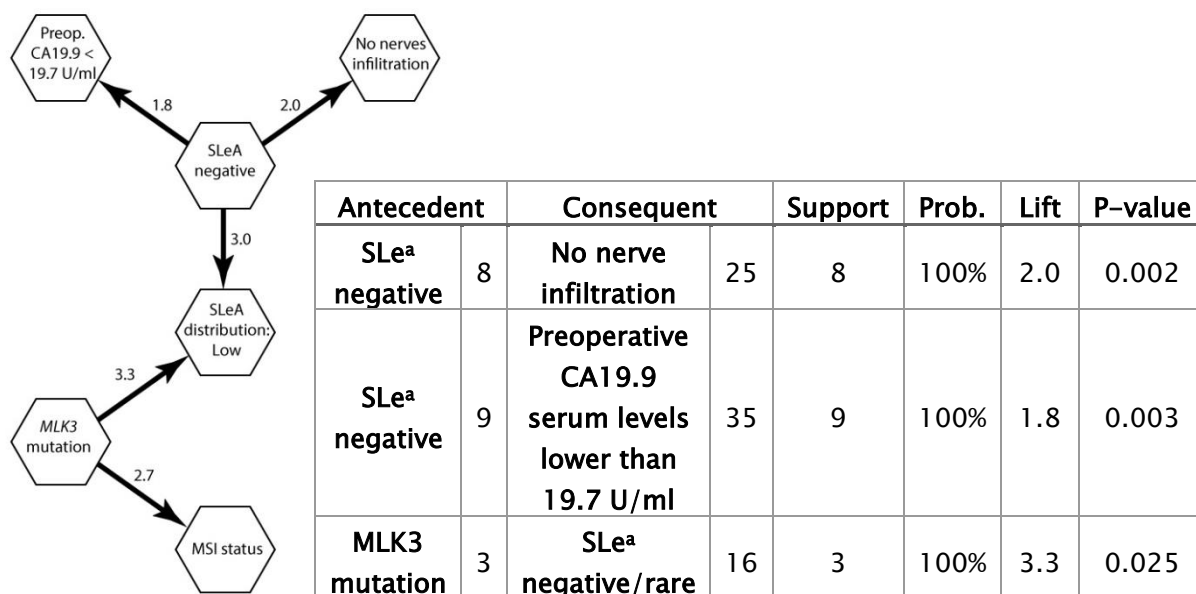 Preop.
CA19.9 <
19.7 U/ml
No nerves
infilitration
1.8
2.0
SLeA
negative
3.0
SLeA
distribution:
Low
3.3
MLK3
mutation
2.7
MSI status
Antecedent Consequent Support Prob. Lift P-value
SLeᵃ
negative
8
No nerve
infiltration
25 8 100% 2.0 0.002
SLeᵃ
negative
9
Preoperative
CA19.9
serum levels
lower than
19.7 U/ml
35 9 100% 1.8 0.003
MLK3
mutation
3
SLeᵃ
negative/rare
16 3 100% 3.3 0.025